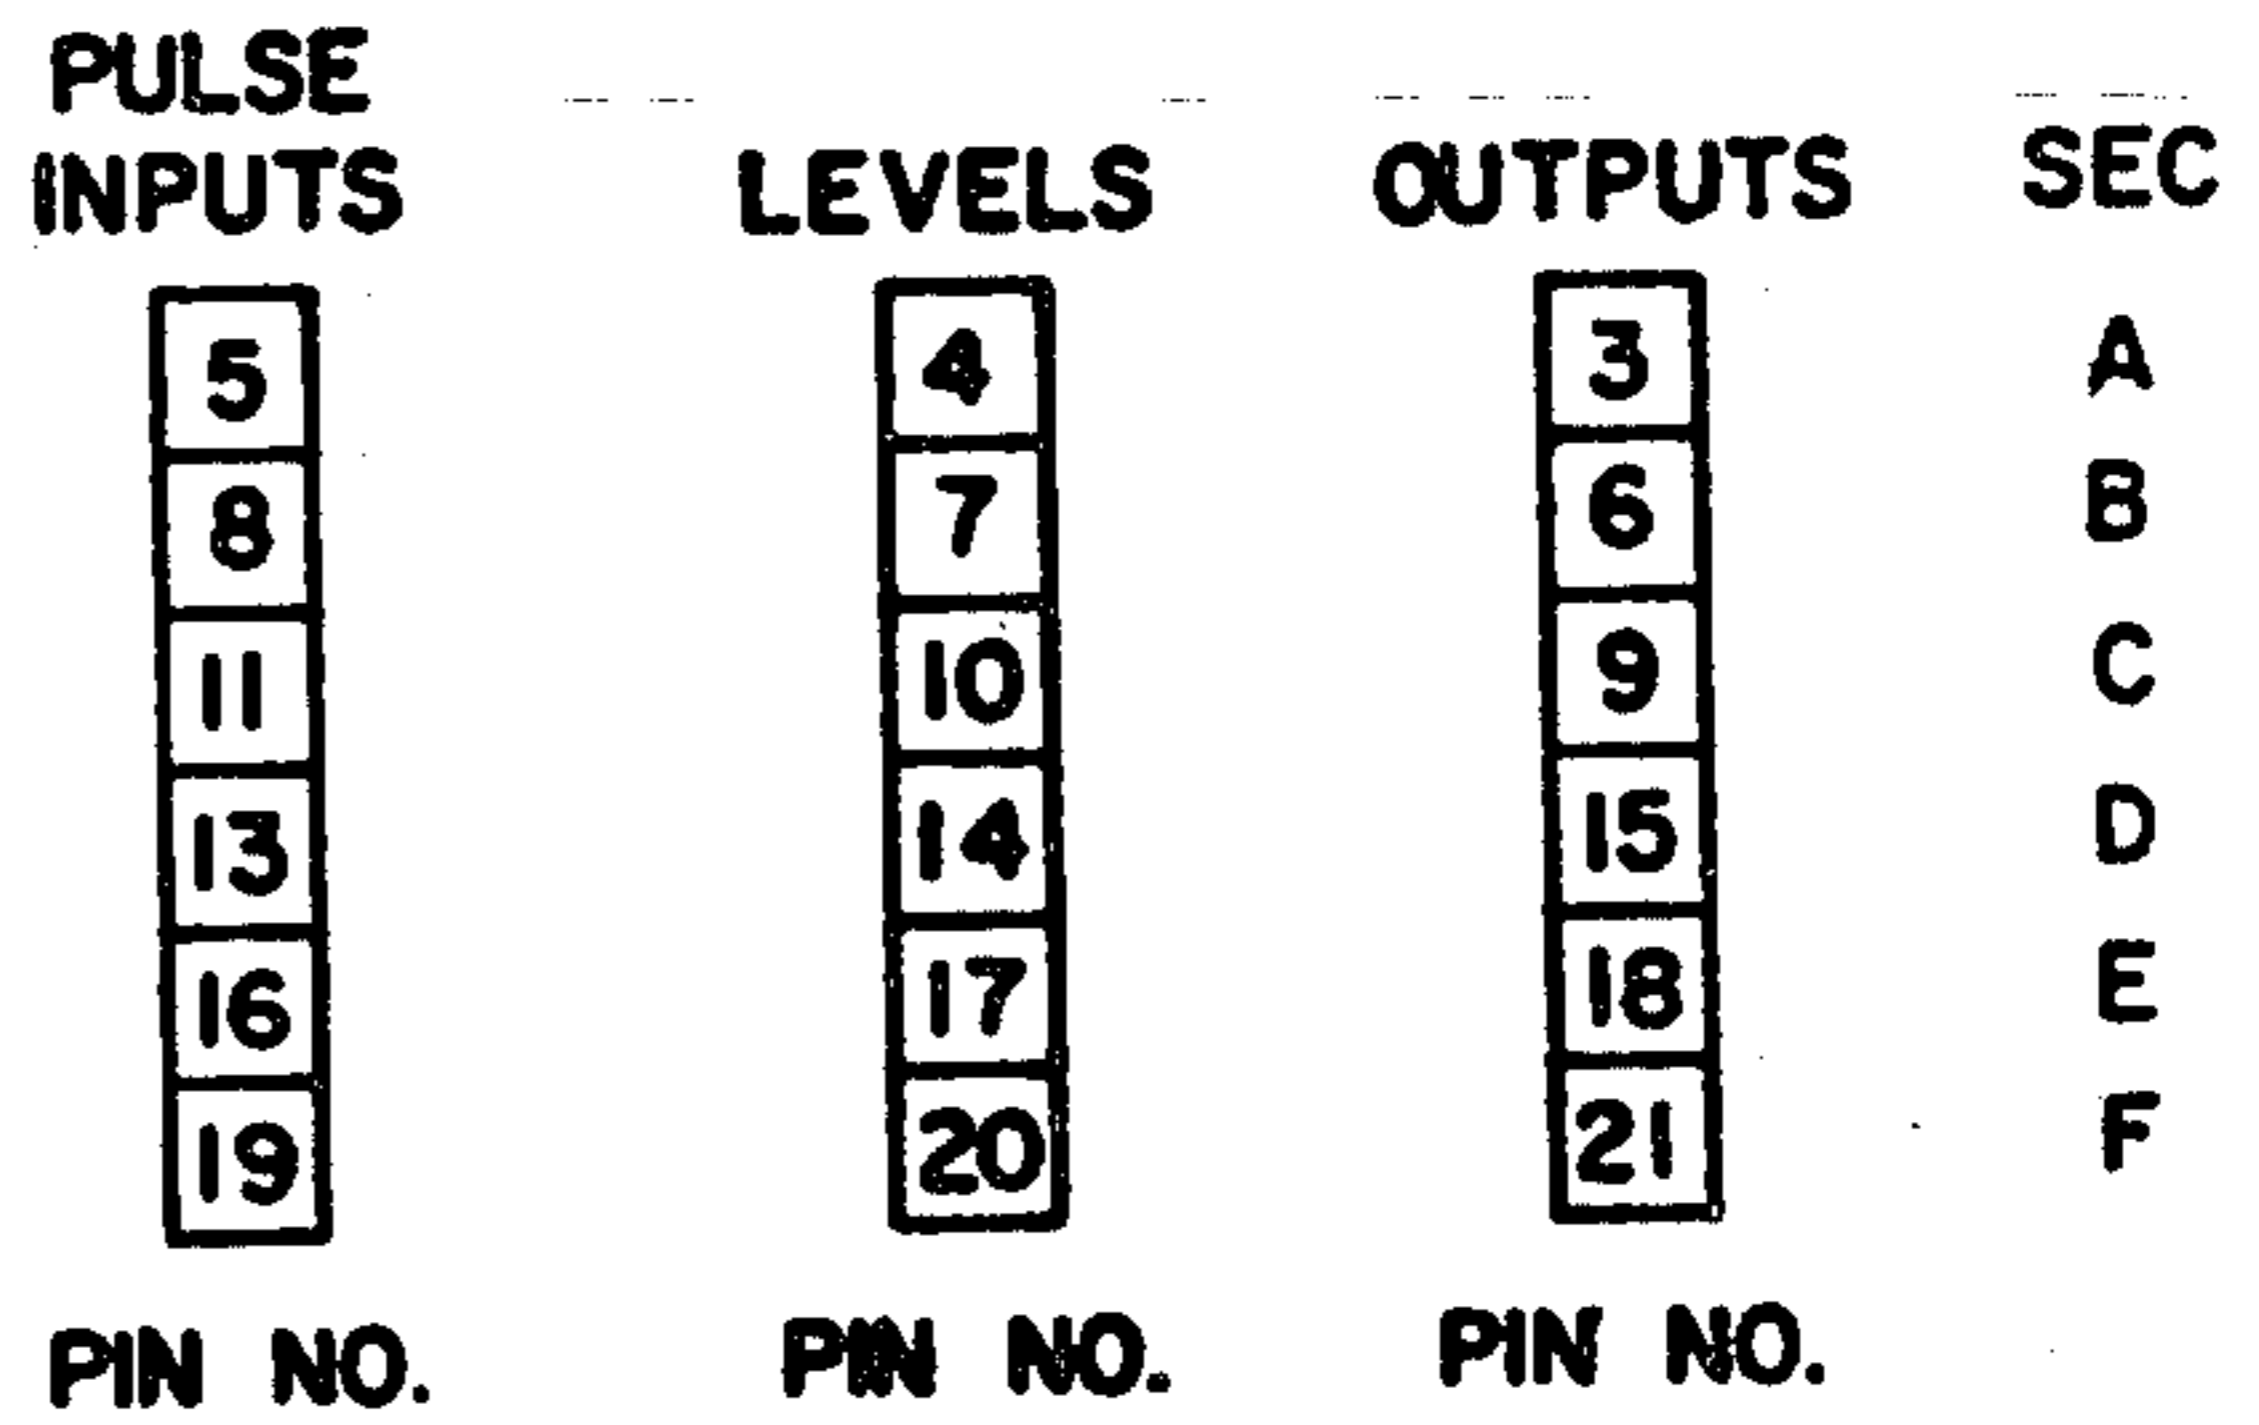 PULSE
INPUTS LEVELS OUTPUTS SEC
5 4 3 A
8 7 6 B
11 10 9 C
13 14 15 D
16 17 18 E
19 20 21 F
PIN NO. PIN NO. PIN NO.